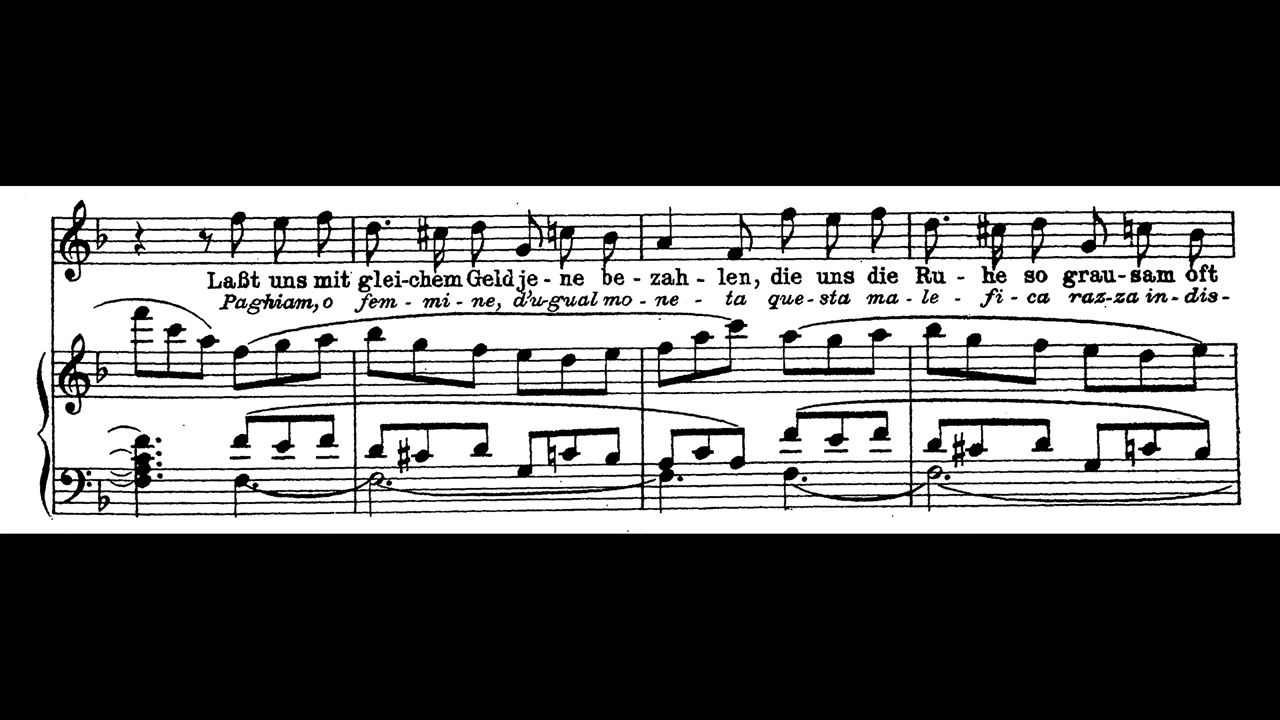 Laßt uns mit glei-chem Geld je-ne be-zah-len, die uns die Ru-he so grau-sam oft
Paghiam, o fem-mi-ne, d'u-gual mo-ne-ta que-sta ma-le-fi-ca raz-za in-dis-